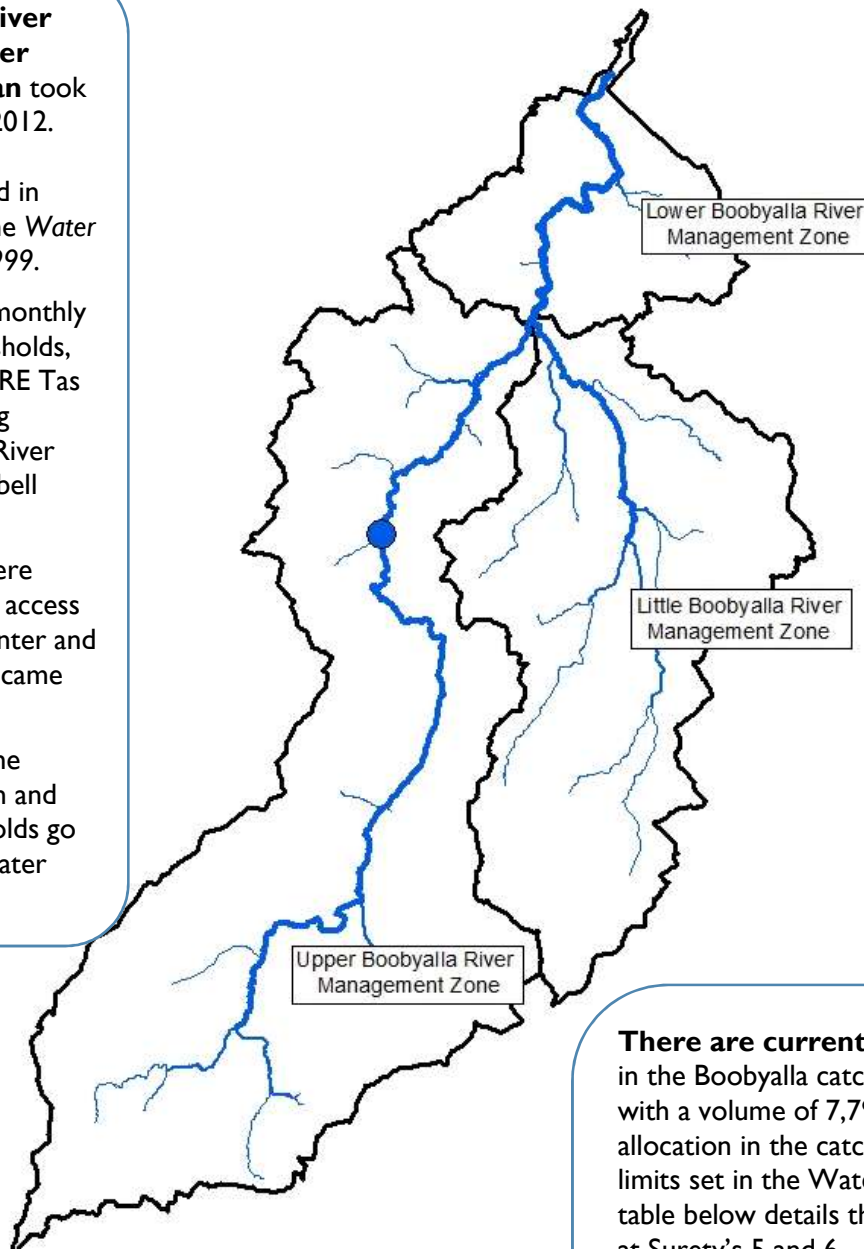 iver
er
an took
2012.
d in
ne Water
999.
monthly
sholds,
RE Tas
g
River
bell
ere
access
nter and
came
ne
n and
olds go
ater
Lower Boobyalla River
Management Zone
Little Boobyalla River
Management Zone
Upper Boobyalla River
Management Zone
There are current
in the Boobyalla catc
with a volume of 7,79
allocation in the catc
limits set in the Wate
table below details th
at Surety's 5 and 6